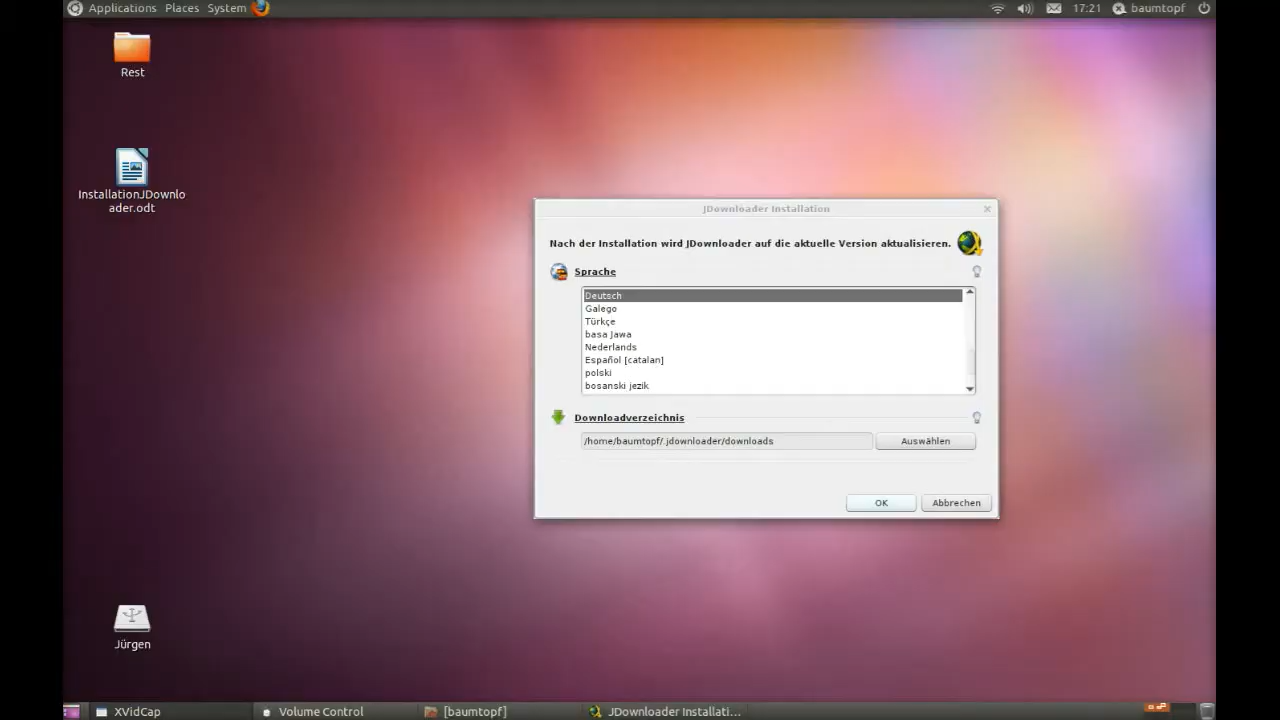 Applications Places System
17:21 baumtopf
Rest
InstallationJDownlo
ader.odt
JDownloader Installation
Nach der Installation wird JDownloader auf die aktuelle Version aktualisieren.
Sprache
Deutsch
Galego
Türkçe
basa Jawa
Nederlands
Español [catalan]
polski
bosanski jezik
Downloadverzeichnis
/home/baumtopf/.jdownloader/downloads
Auswählen
OK Abbrechen
Jürgen
XVidCap Volume Control [baumtopf] JDownloader Installati...